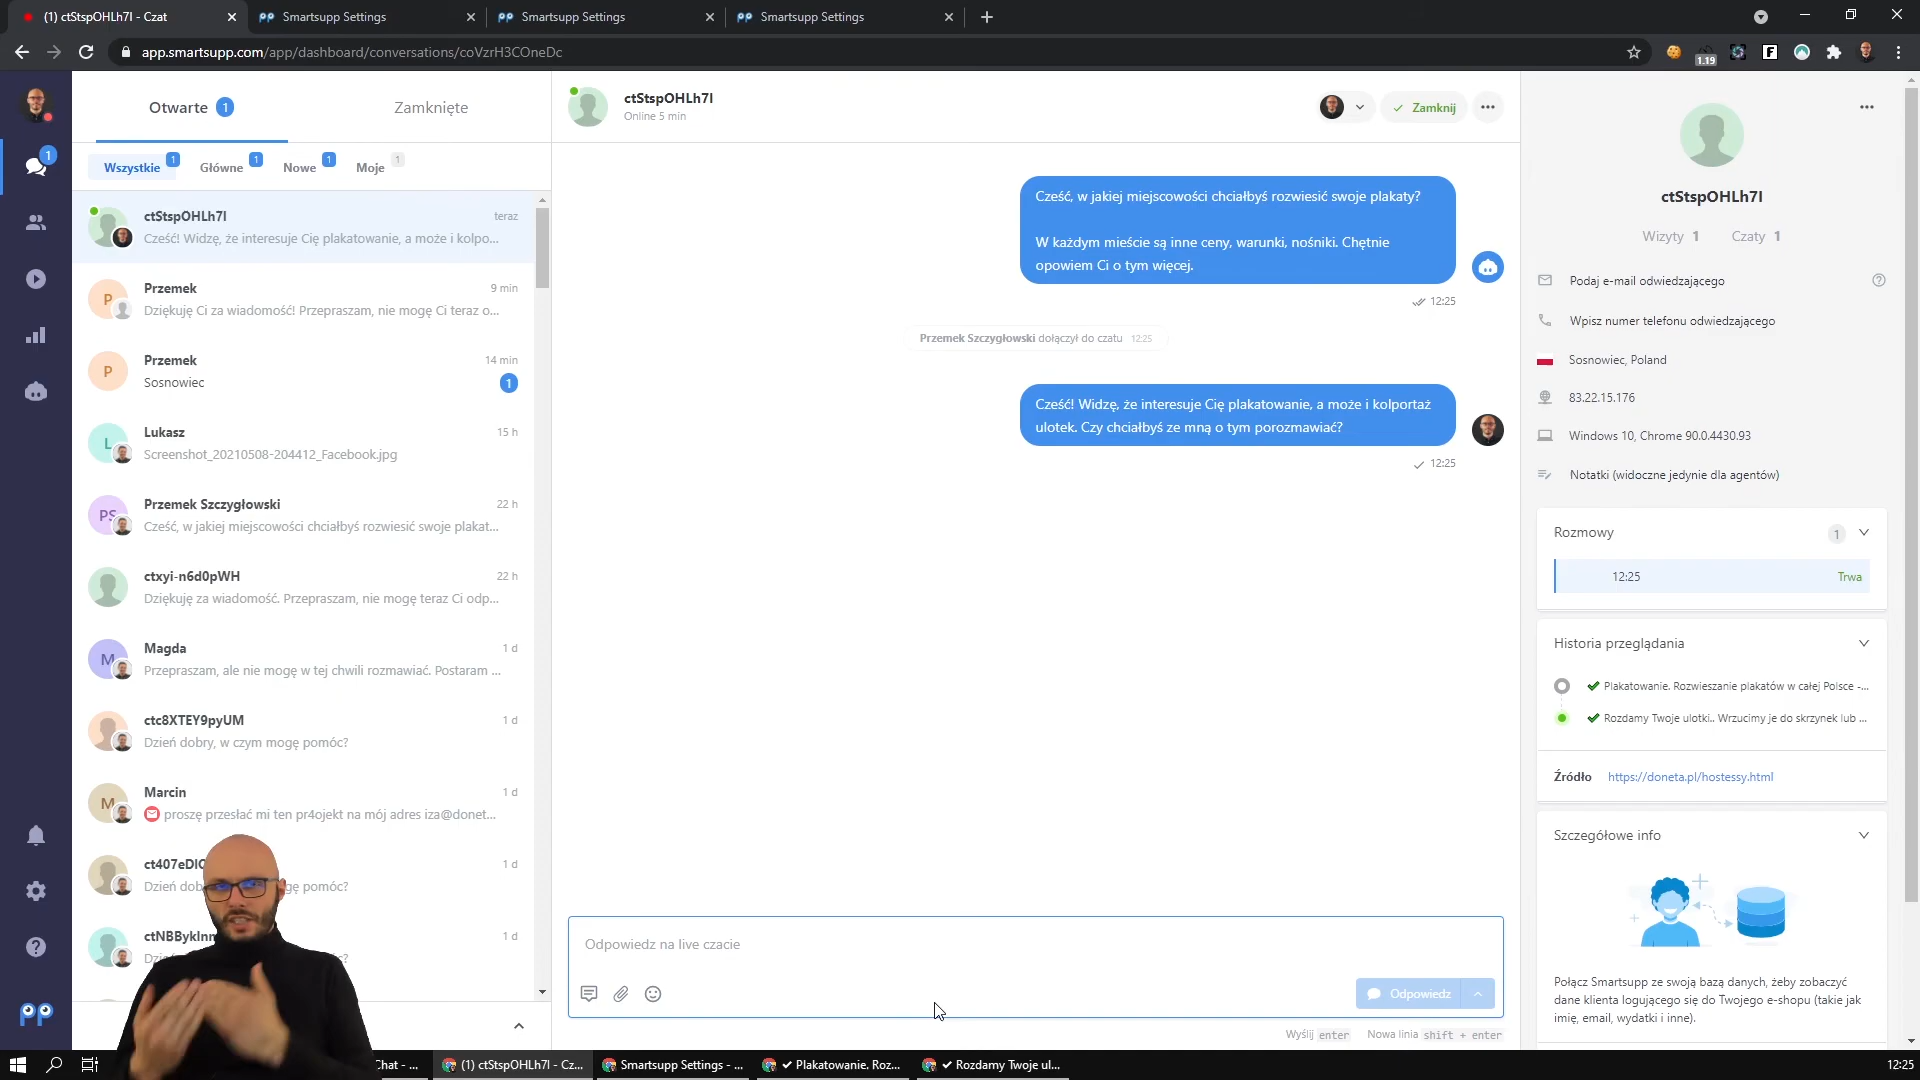 (1) ctStspOHLh7I - Czat
Smartsupp Settings
Smartsupp Settings
Smartsupp Settings
app.smartsupp.com/app/dashboard/conversations/coVzrH3COneDc
1.19
Otwarte 1
Zamknięte
1
Wszystkie 1
Główne 1
Nowe 1
Moje 1
ctStspOHLh7I
teraz
Cześć! Widzę, że interesuje Cię plakatowanie, a może i kolpo...
P
Przemek
9 min
Dziękuję Ci za wiadomość! Przepraszam, nie mogę Ci teraz o...
P
Przemek
14 min
Sosnowiec
1
L
Lukasz
15 h
Screenshot_20210508-204412_Facebook.jpg
PS
Przemek Szczygłowski
22 h
Cześć, w jakiej miejscowości chciałbyś rozwiesić swoje plakat...
ctxyi-n6d0pWH
22 h
Dziękuję za wiadomość. Przepraszam, nie mogę teraz Ci odp...
M
Magda
1 d
Przepraszam, ale nie mogę w tej chwili rozmawiać. Postaram ...
ctc8XTEY9pyUM
1 d
Dzień dobry, w czym mogę pomóc?
M
Marcin
1 d
proszę przesłać mi ten pr4ojekt na mój adres iza@donet...
1 d
gę pomóc?
1 d
ctStspOHLh7I
Online 5 min
Zamknij
Cześć, w jakiej miejscowości chciałbyś rozwiesić swoje plakaty?
W każdym mieście są inne ceny, warunki, nośniki. Chętnie
opowiem Ci o tym więcej.
12:25
Przemek Szczygłowski dołączył do czatu 12:25
Cześć! Widzę, że interesuje Cię plakatowanie, a może i kolportaż
ulotek. Czy chciałbyś ze mną o tym porozmawiać?
12:25
Odpowiedz na live czacie
Odpowiedz
Wyślij enter
Nowa linia shift + enter
ctStspOHLh7I
Wizyty 1
Czaty 1
Podaj e-mail odwiedzającego
Wpisz numer telefonu odwiedzającego
Sosnowiec, Poland
83.22.15.176
Windows 10, Chrome 90.0.4430.93
Notatki (widoczne jedynie dla agentów)
Rozmowy
1
12:25
Trwa
Historia przeglądania
Plakatowanie. Rozwieszanie plakatów w całej Polsce -...
Rozdamy Twoje ulotki.. Wrzucimy je do skrzynek lub ...
Źródło
https://doneta.pl/hostessy.html
Szczegółowe info
Połącz Smartsupp ze swoją bazą danych, żeby zobaczyć
dane klienta logującego się do Twojego e-shopu (takie jak
imię, email, wydatki i inne).
(1) ctStspOHLh7I - Cz...
Smartsupp Settings - ...
Plakatowanie. Roz...
Rozdamy Twoje ul...
12:25